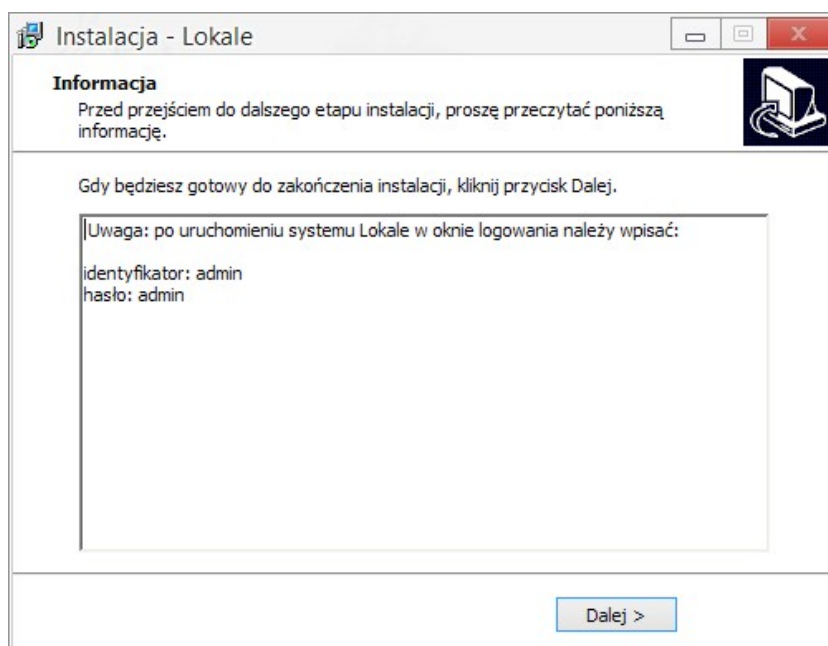 Instalacja - Lokale
Informacja
Przed przejściem do dalszego etapu instalacji, proszę przeczytać poniższą
informację.
Gdy będziesz gotowy do zakończenia instalacji, kliknij przycisk Dalej.
Uwaga: po uruchomieniu systemu Lokale w oknie logowania należy wpisać:
identyfikator: admin
hasło: admin
Dalej >